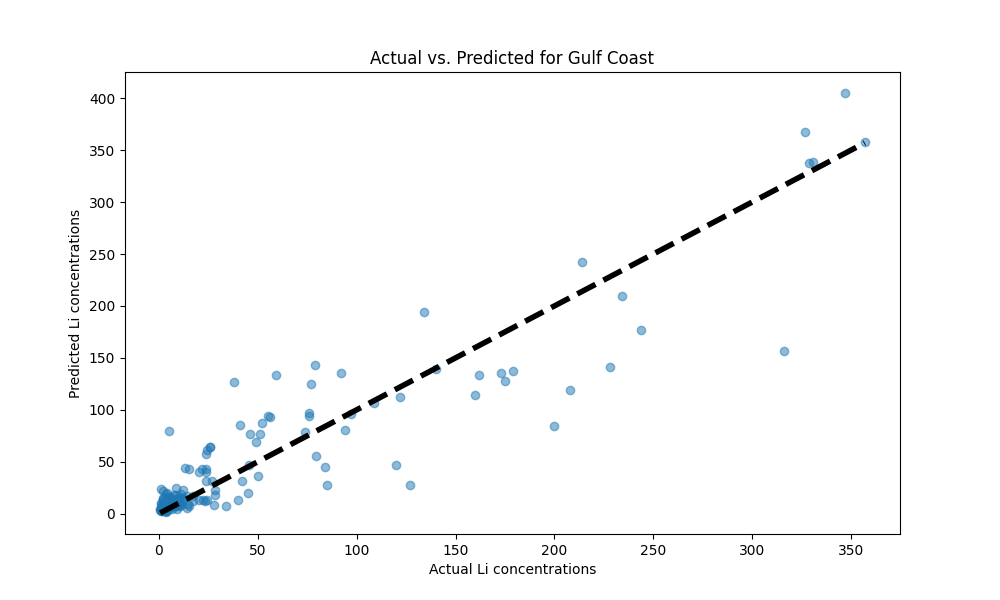 Actual vs. Predicted for Gulf Coast
400
350
300
250
200
150
100
50
0
Predicted Li concentrations
0 50 100 150 200 250 300 350
Actual Li concentrations